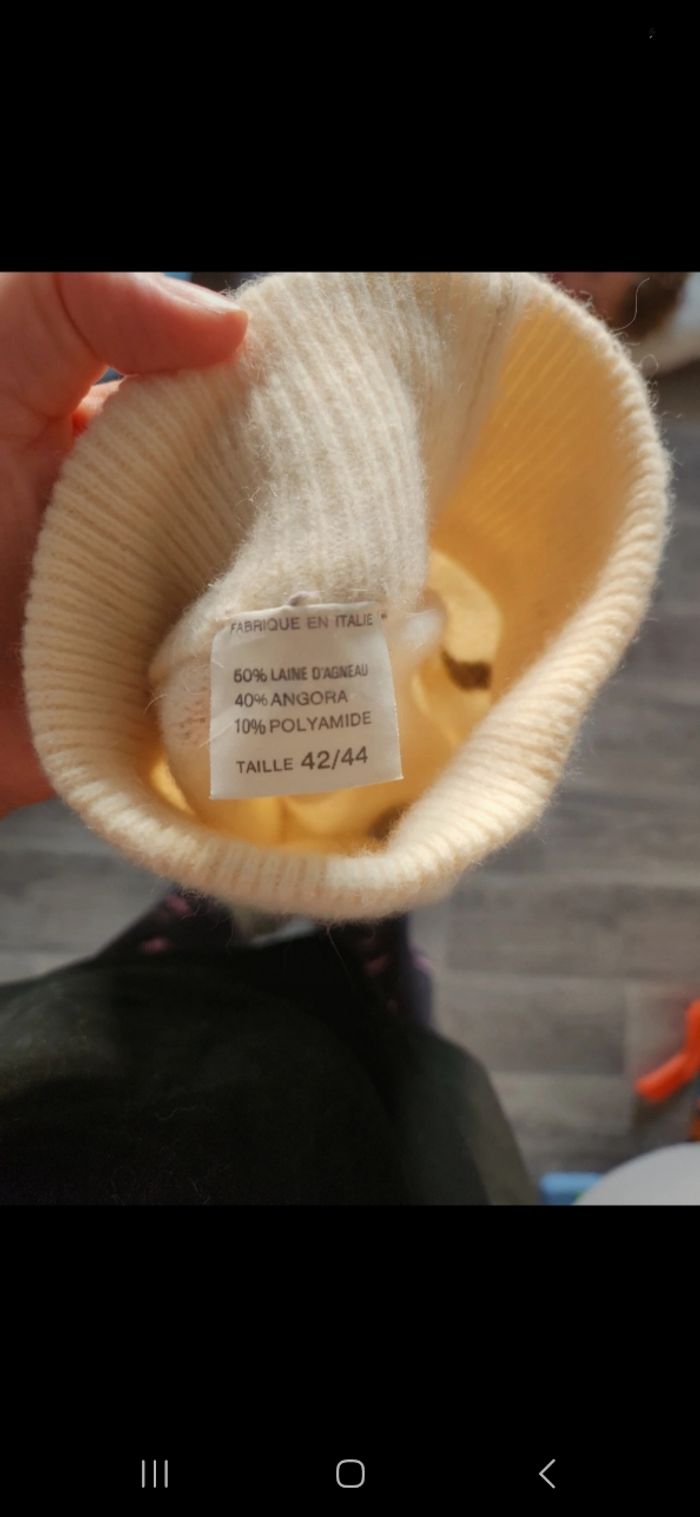 FABRIQUE EN ITALIE
50% LAINE D'AGNEAU
40% ANGORA
10% POLYAMIDE
TAILLE 42/44